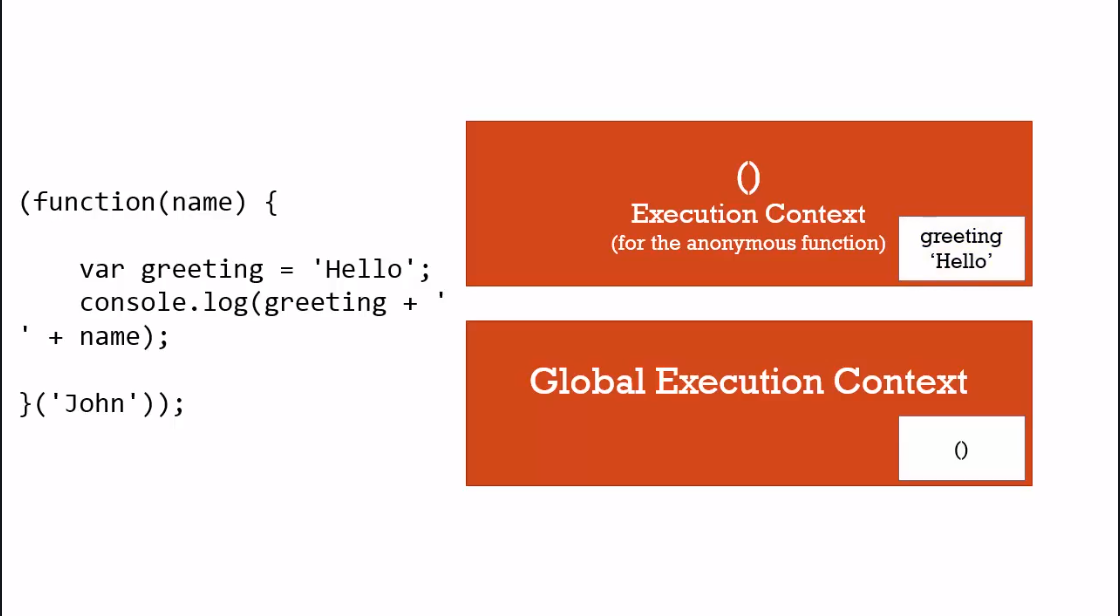 (function(name) {
var greeting = 'Hello';
console.log(greeting + '
' + name);
}('John'));
()
Execution Context
(for the anonymous function)
greeting
‘Hello’
Global Execution Context
()